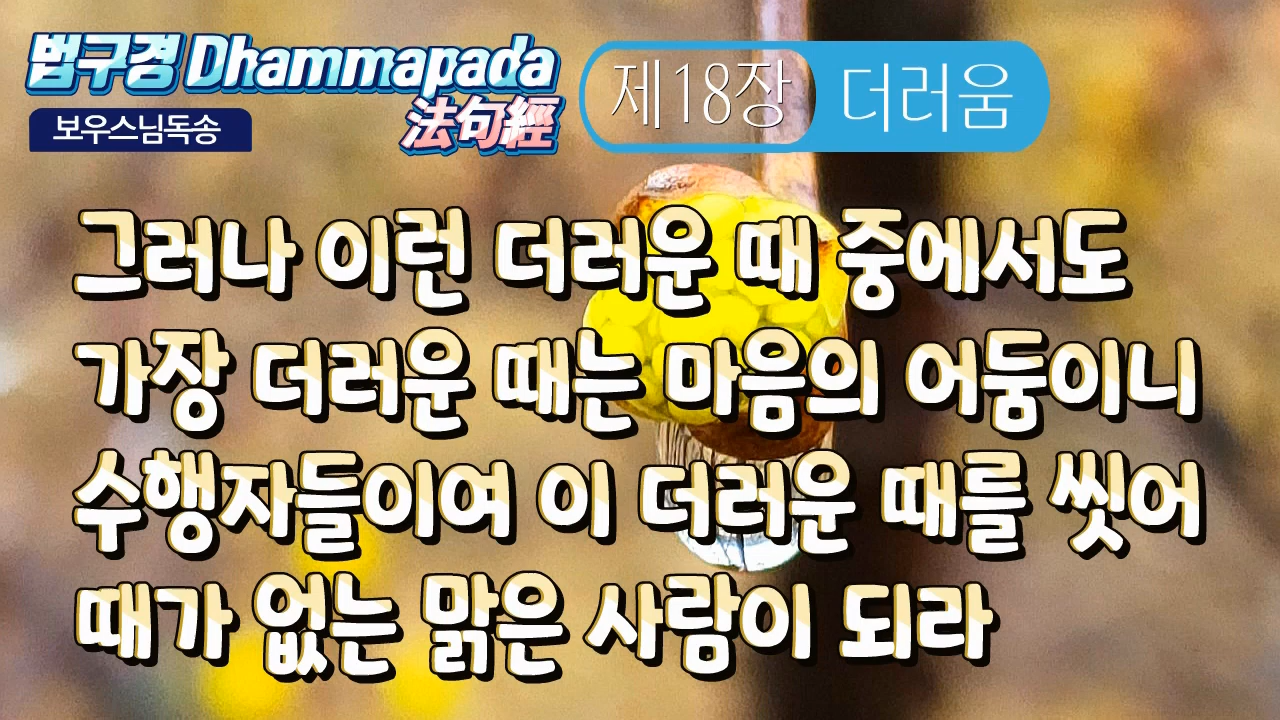 법구경 Dhammapada
法句經
보우스님독송
제18장 더러움
그러나 이런 더러운 때 중에서도
가장 더러운 때는 마음의 어둠이니
수행자들이여 이 더러운 때를 씻어
때가 없는 맑은 사람이 되라